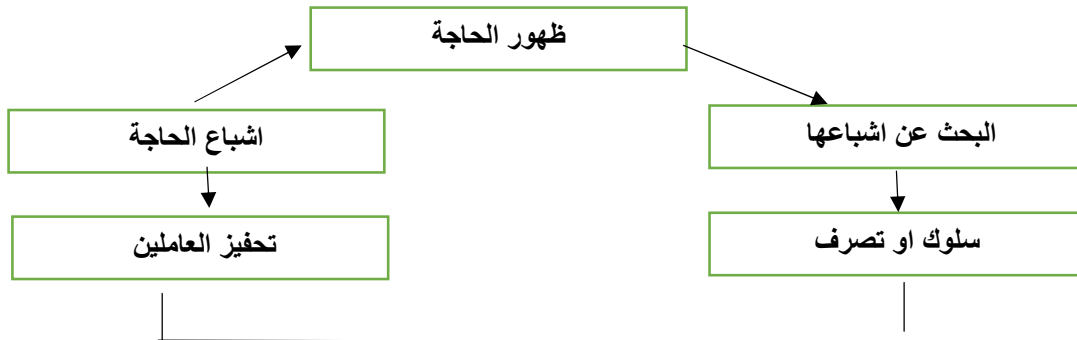 ظهور الحاجة
البحث عن اشباعها
اشباع الحاجة
سلوك او تصرف
تحفيز العاملين